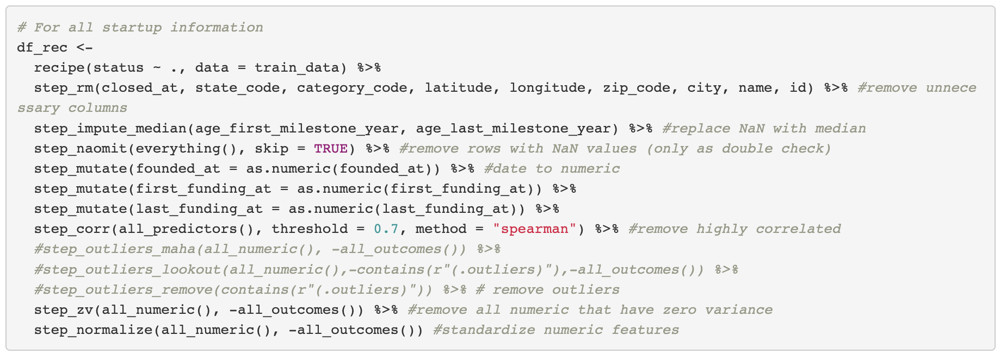 # For all startup information
df_rec <-
  recipe(status ~ ., data = train_data) %>%
  step_rm(closed_at, state_code, category_code, latitude, longitude, zip_code, city, name, id) %>% #remove unnece
ssary columns
  step_impute_median(age_first_milestone_year, age_last_milestone_year) %>% #replace NaN with median
  step_naomit(everything(), skip = TRUE) %>% #remove rows with NaN values (only as double check)
  step_mutate(founded_at = as.numeric(founded_at)) %>% #date to numeric
  step_mutate(first_funding_at = as.numeric(first_funding_at)) %>%
  step_mutate(last_funding_at = as.numeric(last_funding_at)) %>%
  step_corr(all_predictors(), threshold = 0.7, method = "spearman") %>% #remove highly correlated
  #step_outliers_maha(all_numeric(), -all_outcomes()) %>%
  #step_outliers_lookout(all_numeric(),-contains(r"(.outliers)"),-all_outcomes()) %>%
  #step_outliers_remove(contains(r"(.outliers)")) %>% # remove outliers
  step_zv(all_numeric(), -all_outcomes()) %>% #remove all numeric that have zero variance
  step_normalize(all_numeric(), -all_outcomes()) #standardize numeric features